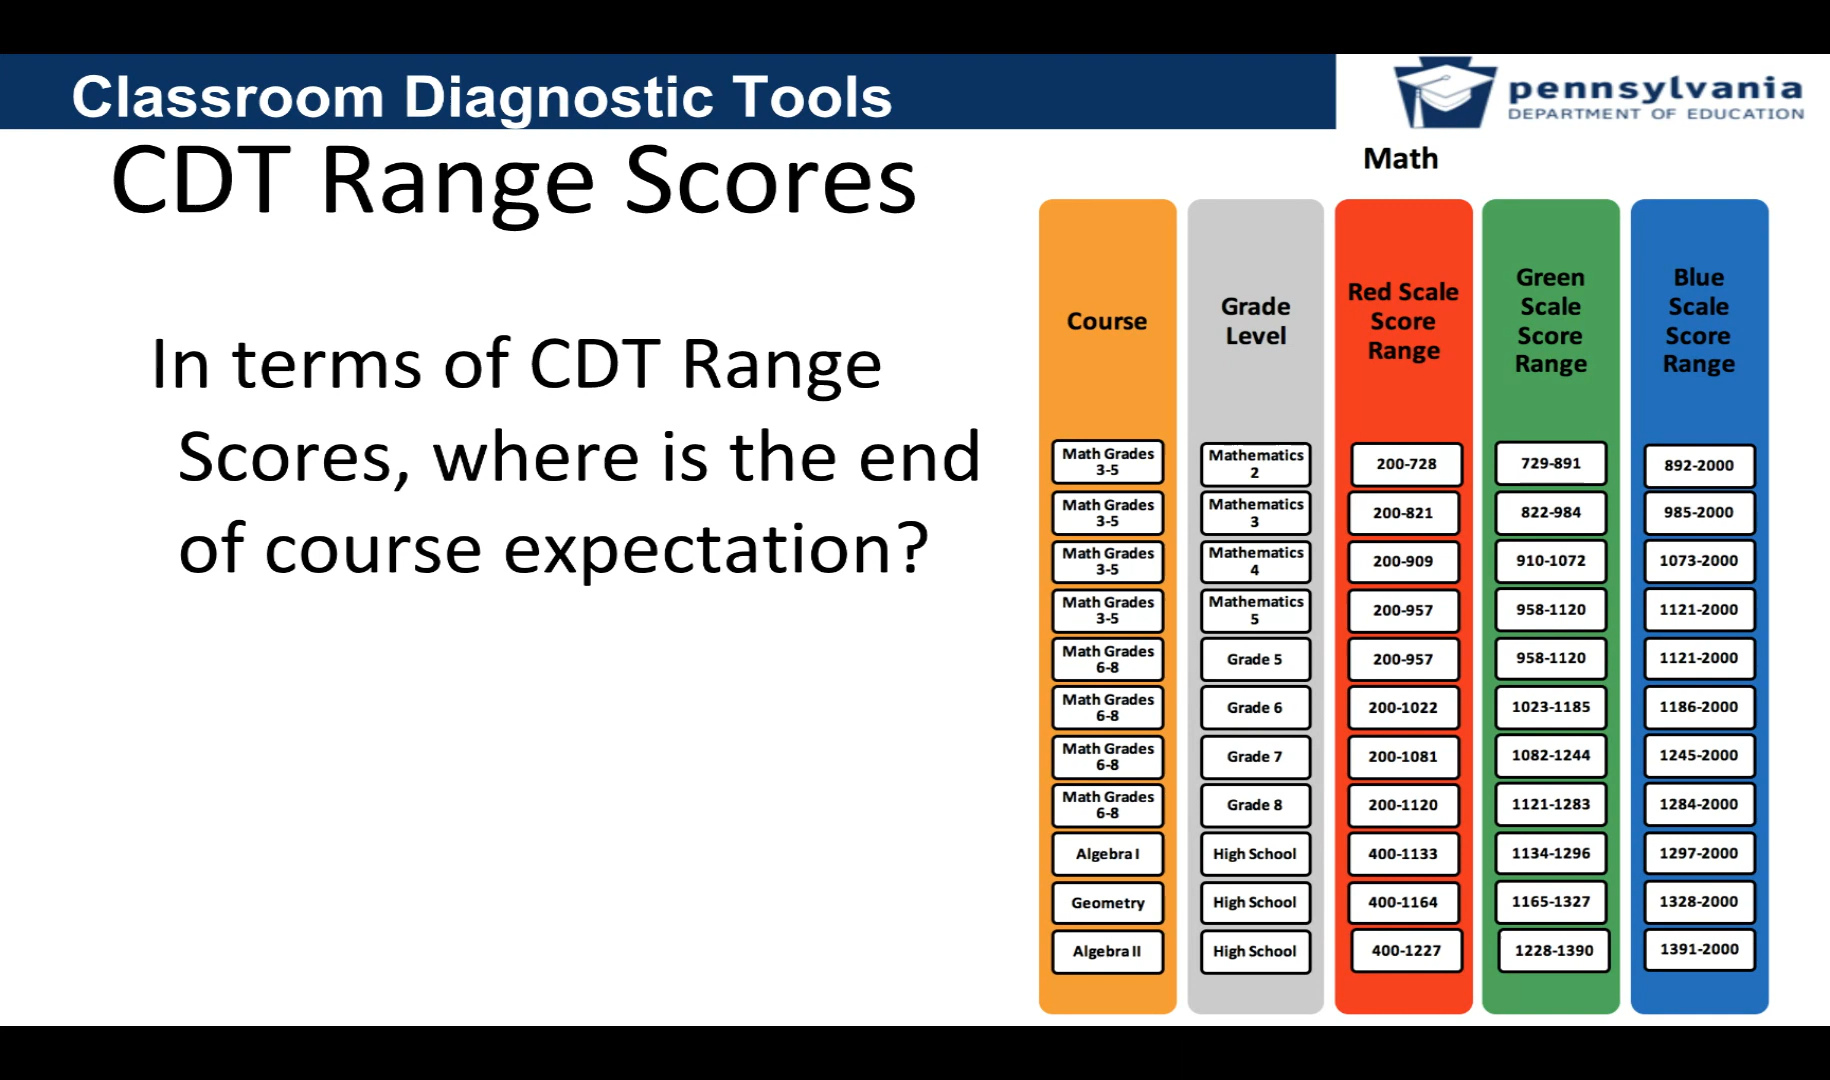 Classroom Diagnostic Tools
pennsylvania
DEPARTMENT OF EDUCATION
CDT Range Scores
In terms of CDT Range
Scores, where is the end
of course expectation?
Math
Course
Grade
Level
Red Scale
Score
Range
Green
Scale
Score
Range
Blue
Scale
Score
Range
Math Grades
3-5
Mathematics
2
200-728
729-891
892-2000
Math Grades
3-5
Mathematics
3
200-821
822-984
985-2000
Math Grades
3-5
Mathematics
4
200-909
910-1072
1073-2000
Math Grades
3-5
Mathematics
5
200-957
958-1120
1121-2000
Math Grades
6-8
Grade 5
200-957
958-1120
1121-2000
Math Grades
6-8
Grade 6
200-1022
1023-1185
1186-2000
Math Grades
6-8
Grade 7
200-1081
1082-1244
1245-2000
Math Grades
6-8
Grade 8
200-1120
1121-1283
1284-2000
Algebra I
High School
400-1133
1134-1296
1297-2000
Geometry
High School
400-1164
1165-1327
1328-2000
Algebra II
High School
400-1227
1228-1390
1391-2000